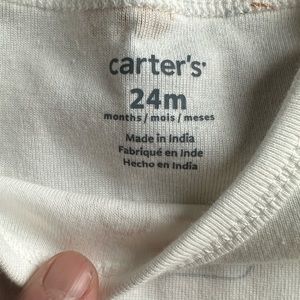 carter's
24m
months / mois / meses
Made in India
Fabriqué en Inde
Hecho en India